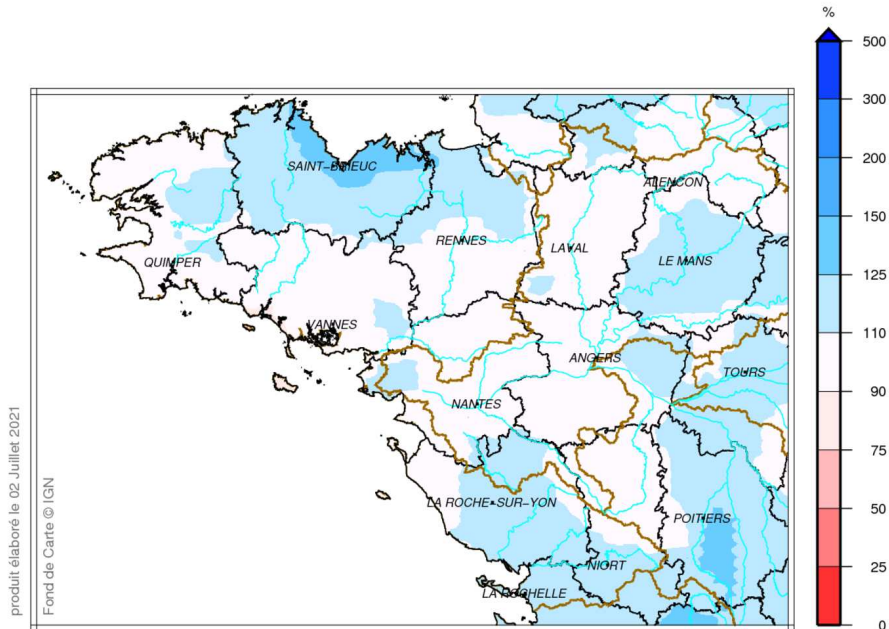 %
500
300
200
150
125
110
90
75
50
25
0
SAINT-BRIEUC
ALENCON
RENNES
LAVAL
LE MANS
QUIMPER
VANNES
ANGERS
TOURS
NANTES
LA ROCHE-SUR-YON
POITIERS
NIORT
LA ROCHELLE
produit élaboré le 02 Juillet 2021
Fond de Carte © IGN